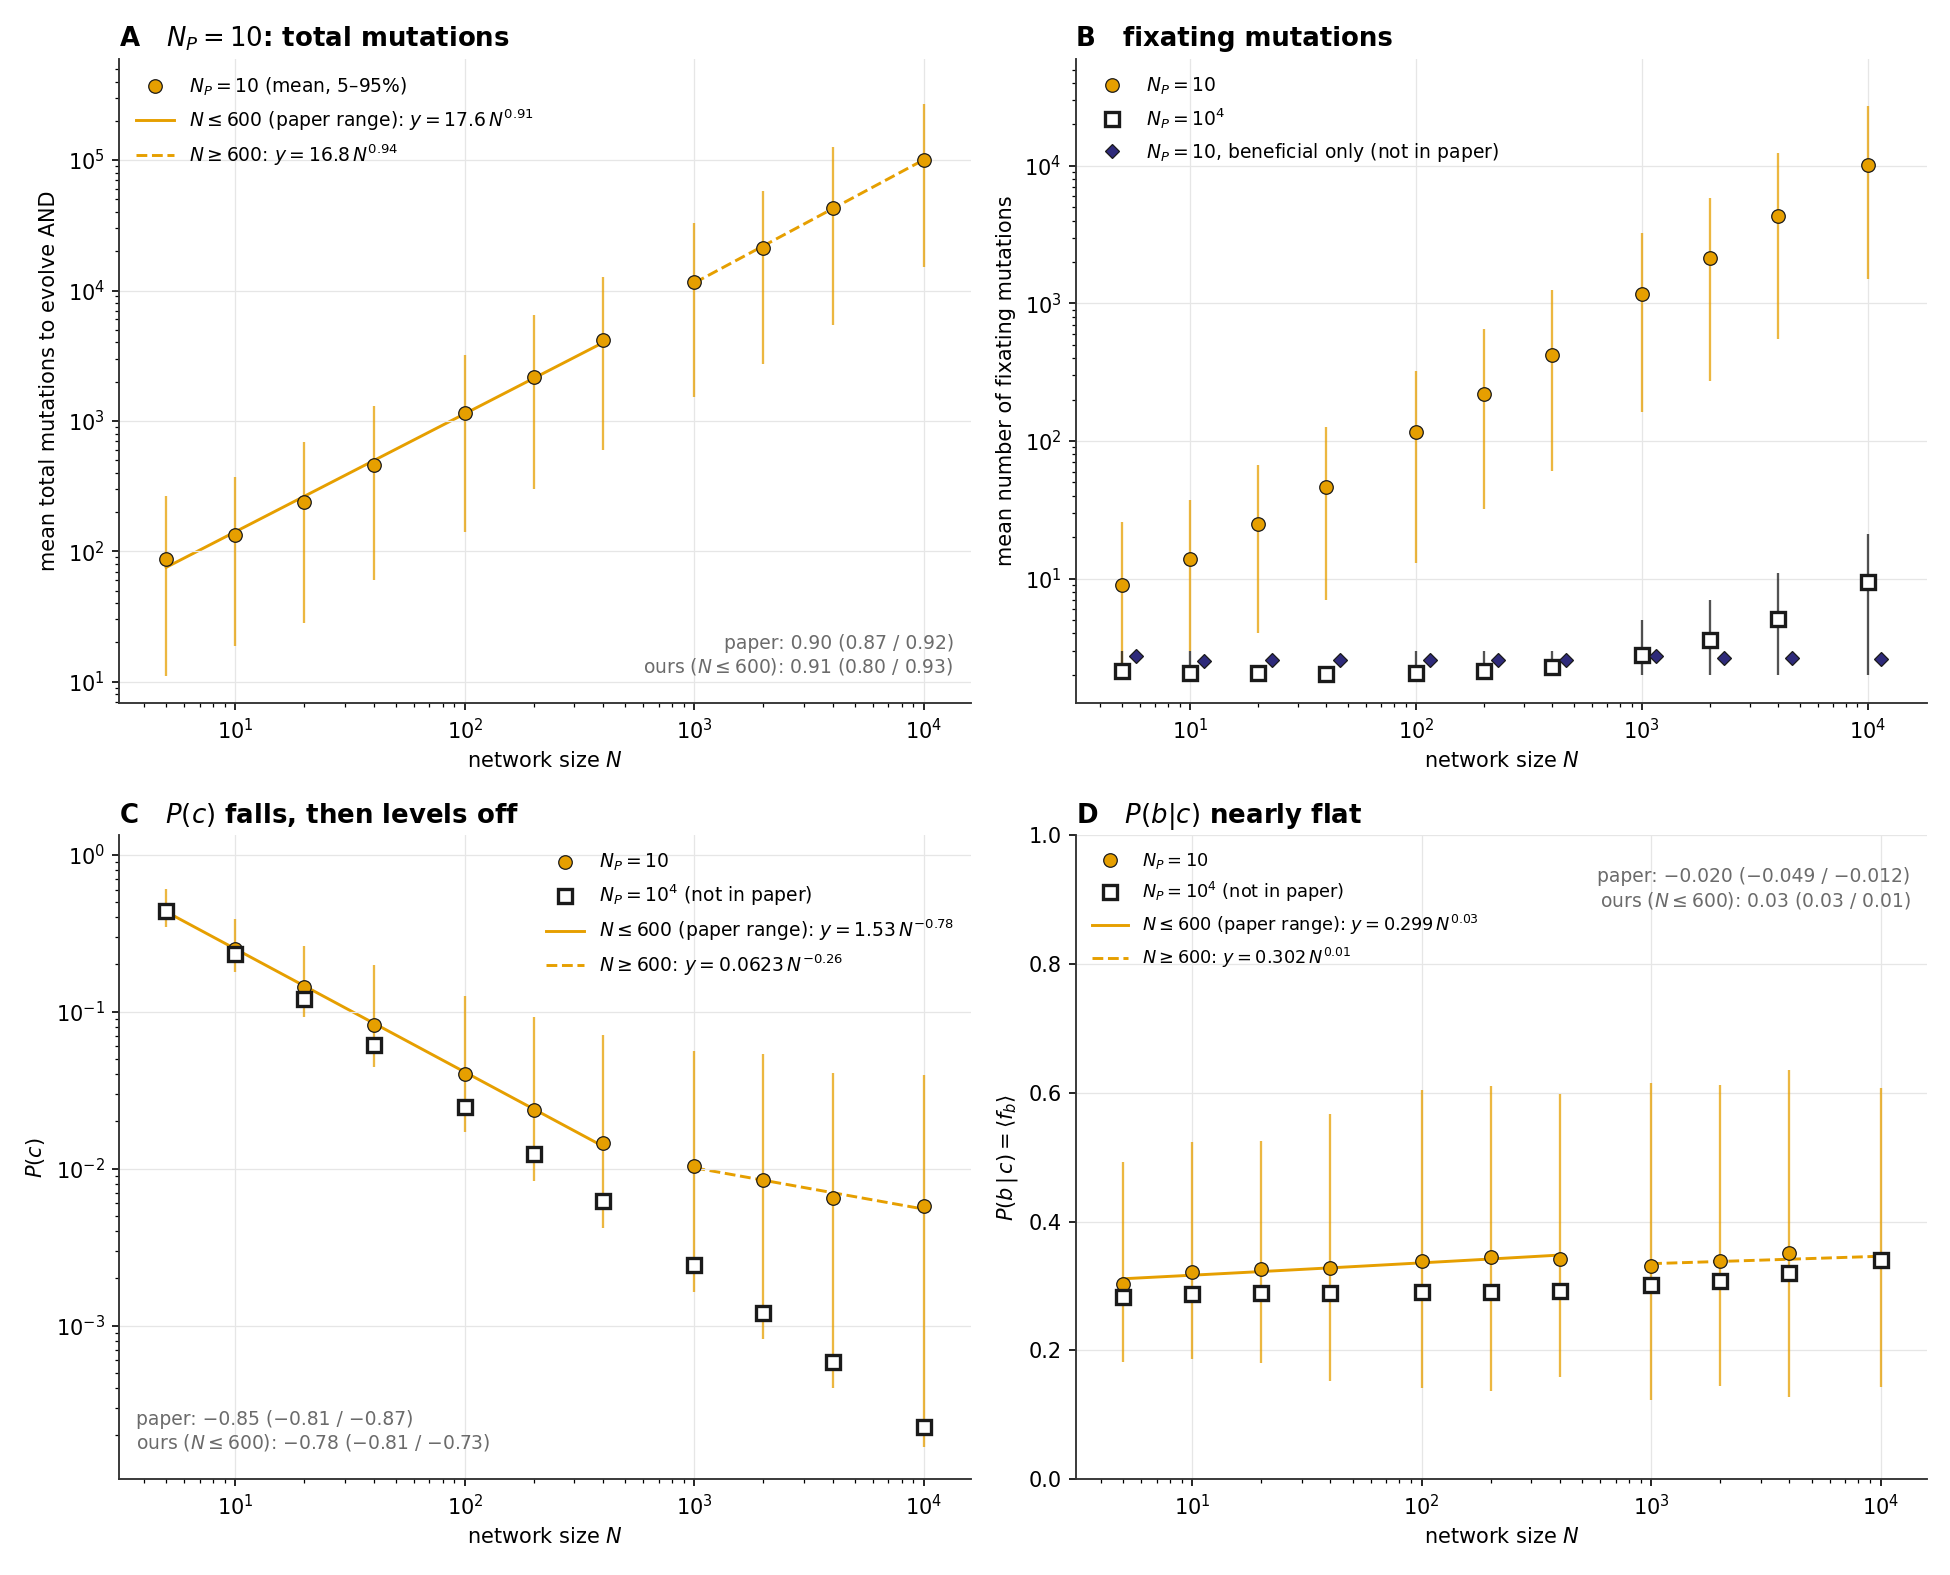 A   N_P = 10: total mutations
N_P = 10 (mean, 5–95%)
N ≤ 600 (paper range): y = 17.6 N^0.91
N ≥ 600: y = 16.8 N^0.94
10^5
10^4
10^3
10^2
10^1
mean total mutations to evolve AND
paper: 0.90 (0.87 / 0.92)
ours (N ≤ 600): 0.91 (0.80 / 0.93)
10^1 10^2 10^3 10^4
network size N
B   fixating mutations
N_P = 10
N_P = 10^4
N_P = 10, beneficial only (not in paper)
10^4
10^3
10^2
10^1
mean number of fixating mutations
10^1 10^2 10^3 10^4
network size N
C   P(c) falls, then levels off
N_P = 10
N_P = 10^4 (not in paper)
N ≤ 600 (paper range): y = 1.53 N^−0.78
N ≥ 600: y = 0.0623 N^−0.26
10^0
10^−1
10^−2
10^−3
P(c)
paper: −0.85 (−0.81 / −0.87)
ours (N ≤ 600): −0.78 (−0.81 / −0.73)
10^1 10^2 10^3 10^4
network size N
D   P(b|c) nearly flat
N_P = 10
N_P = 10^4 (not in paper)
N ≤ 600 (paper range): y = 0.299 N^0.03
N ≥ 600: y = 0.302 N^0.01
paper: −0.020 (−0.049 / −0.012)
ours (N ≤ 600): 0.03 (0.03 / 0.01)
1.0
0.8
0.6
0.4
0.2
0.0
P(b | c) = ⟨f_b⟩
10^1 10^2 10^3 10^4
network size N